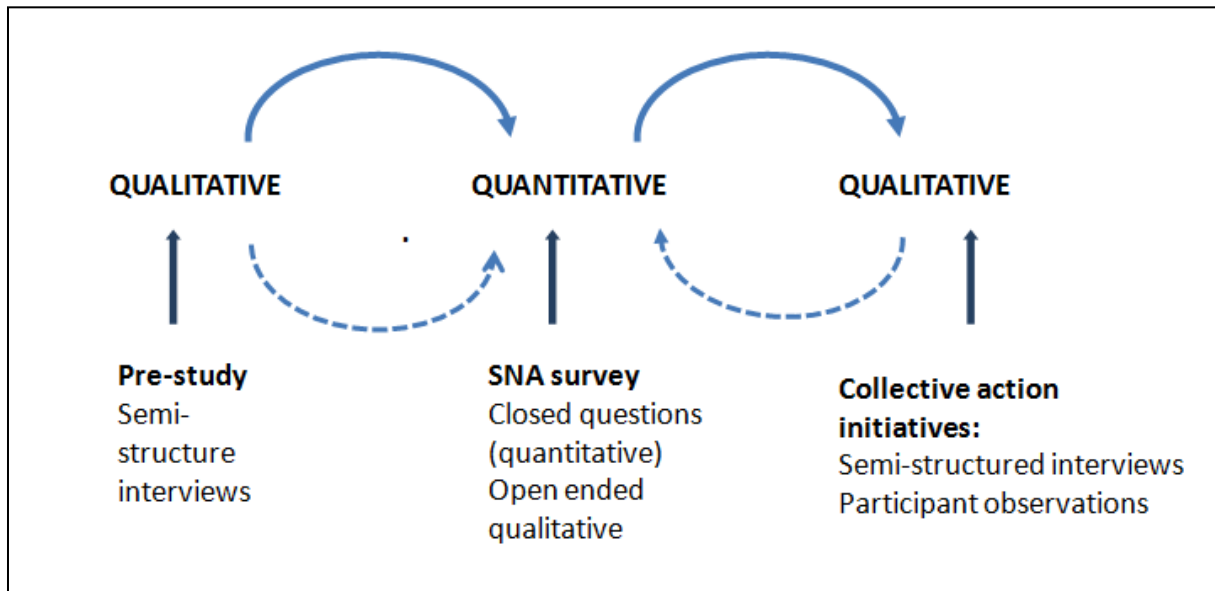 QUALITATIVE
QUANTITATIVE
QUALITATIVE
Pre-study
Semi-
structure
interviews
SNA survey
Closed questions
(quantitative)
Open ended
qualitative
Collective action
initiatives:
Semi-structured interviews
Participant observations